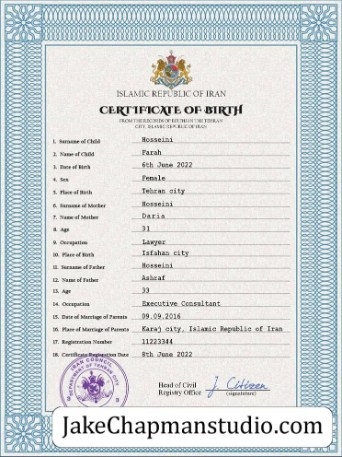 ISLAMIC REPUBLIC OF IRAN
CERTIFICATE OF BIRTH
FROM THE RECORDS OF BIRTHS IN THE TEHRAN
CITY, ISLAMIC REPUBLIC OF IRAN
1. Surname of Child Hosseini
2. Name of Child Farah
3. Date of Birth 6th June 2022
4. Sex Female
5. Place of Birth Tehran city
6. Surname of Mother Hosseini
7. Name of Mother Daria
8. Age 31
9. Occupation Lawyer
10. Place of Birth Isfahan city
11. Surname of Father Hosseini
12. Name of Father Ashraf
13. Age 33
14. Occupation Executive Consultant
15. Date of Marriage of Parents 09.09.2016
16. Place of Marriage of Parents Karaj city, Islamic Republic of Iran
17. Registration Number 11223344
18. Certificate Registration Date 8th June 2022
IRAN COUNCIL
DEPARTMENT OF TEHRAN CITY
Head of Civil
Registry Office J. Citizen
(signature)
JakeChapmanstudio.com